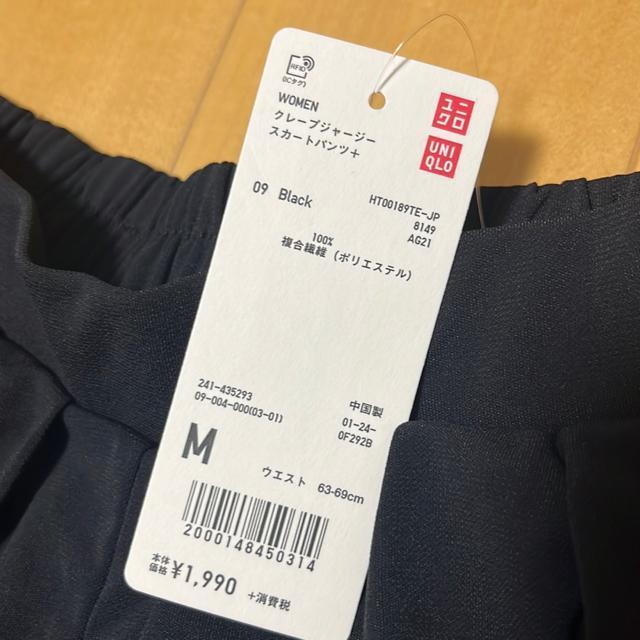 RFID
(ICタグ)
ユニ
クロ
UNI
QLO
WOMEN
クレープジャージー
スカートパンツ+
09 Black
HT00189TE-JP
8149
AG21
100%
複合繊維 (ポリエステル)
241-435293
09-004-000(03-01)
中国製
01-24-
0F292B
M
ウエスト 63-69cm
2000148450314
本体
価格 ¥1,990 +消費税